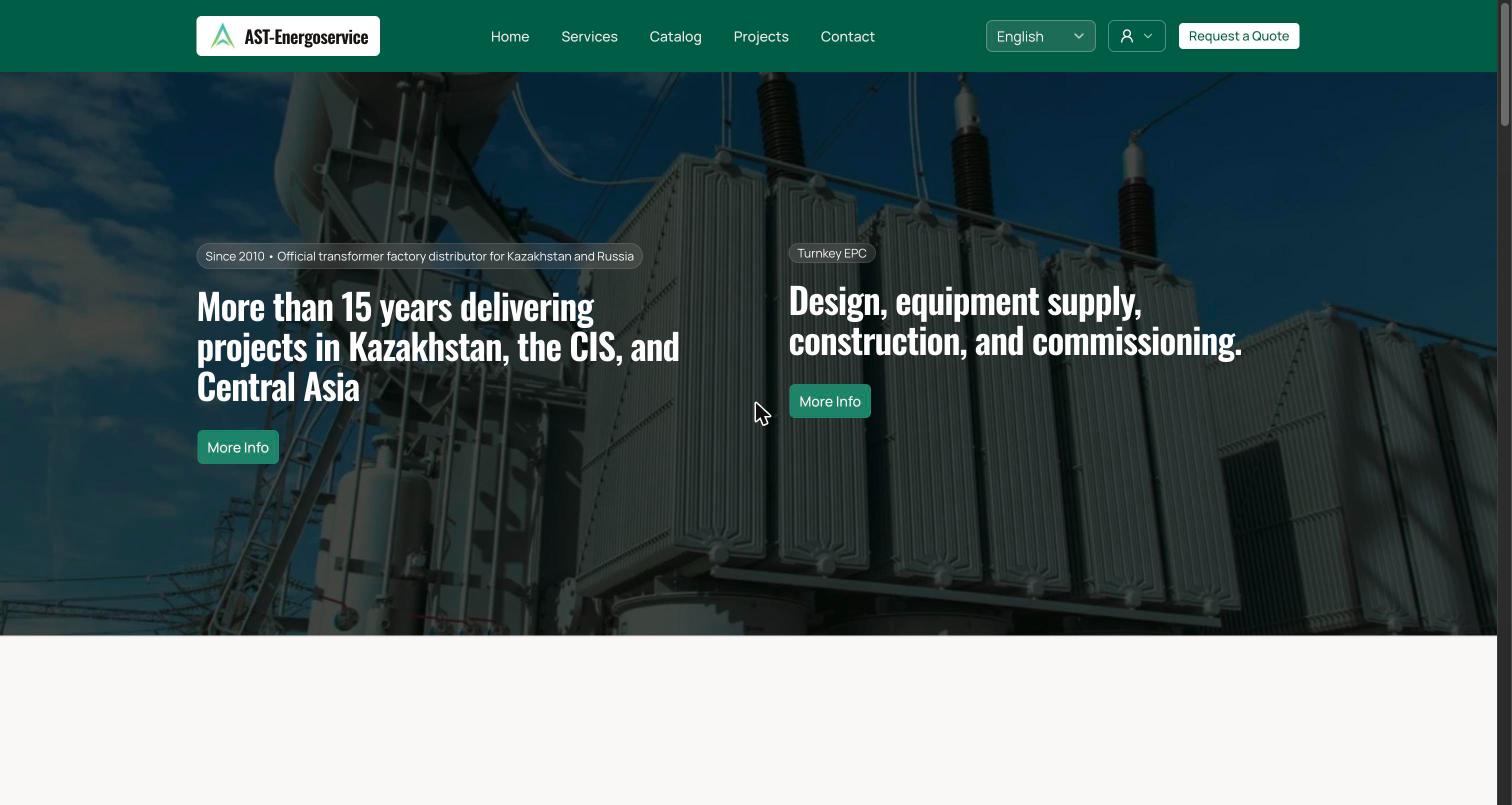 AST-Energoservice
Home
Services
Catalog
Projects
Contact
English
Request a Quote
Since 2010 • Official transformer factory distributor for Kazakhstan and Russia
More than 15 years delivering
projects in Kazakhstan, the CIS, and
Central Asia
More Info
Turnkey EPC
Design, equipment supply,
construction, and commissioning.
More Info